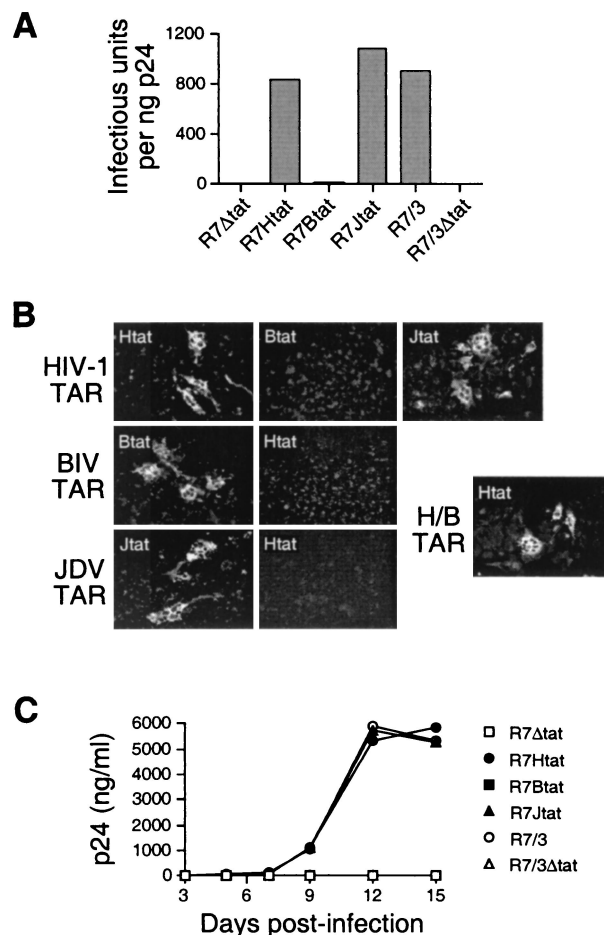 A
Infectious units
per ng p24
1200
800
400
0
R7Δtat
R7Htat
R7Btat
R7Jtat
R7/3
R7/3Δtat
B
HIV-1
TAR
Htat
Btat
Jtat
BIV
TAR
Btat
Htat
H/B
TAR
Htat
JDV
TAR
Jtat
Htat
C
p24 (ng/ml)
6000
5000
4000
3000
2000
1000
0
3 6 9 12 15
Days post-infection
R7Δtat
R7Htat
R7Btat
R7Jtat
R7/3
R7/3Δtat